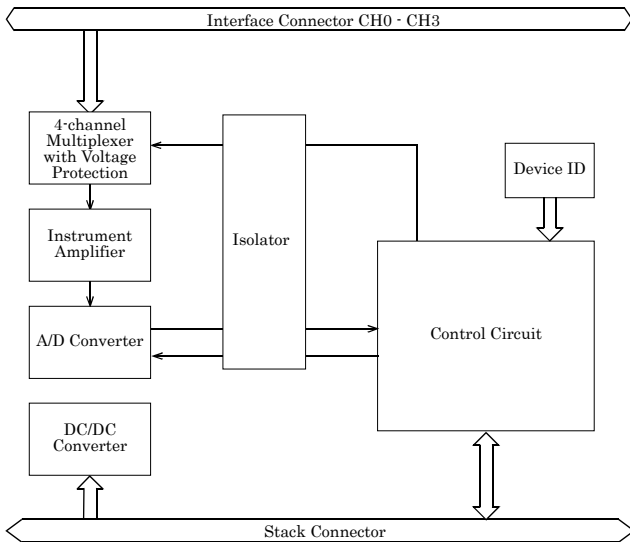 Interface Connector CH0 - CH3
4-channel
Multiplexer
with Voltage
Protection
Device ID
Instrument
Amplifier
Isolator
A/D Converter
Control Circuit
DC/DC
Converter
Stack Connector